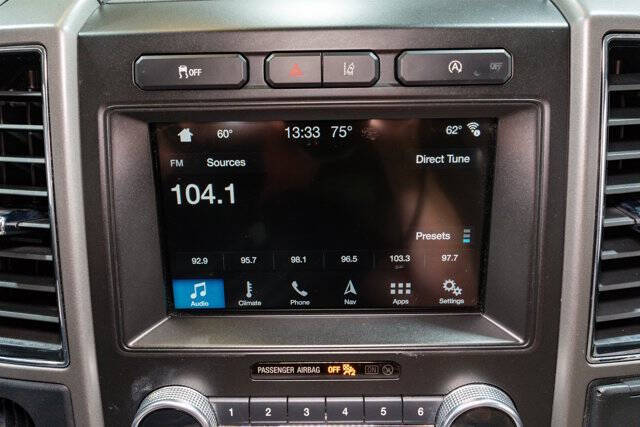 OFF A OFF
60° 13:33 75° 62°
FM Sources Direct Tune
104.1
Presets
92.9 95.7 98.1 96.5 103.3 97.7
Audio Climate Phone Nav Apps Settings
PASSENGER AIRBAG OFF ON
1 2 3 4 5 6